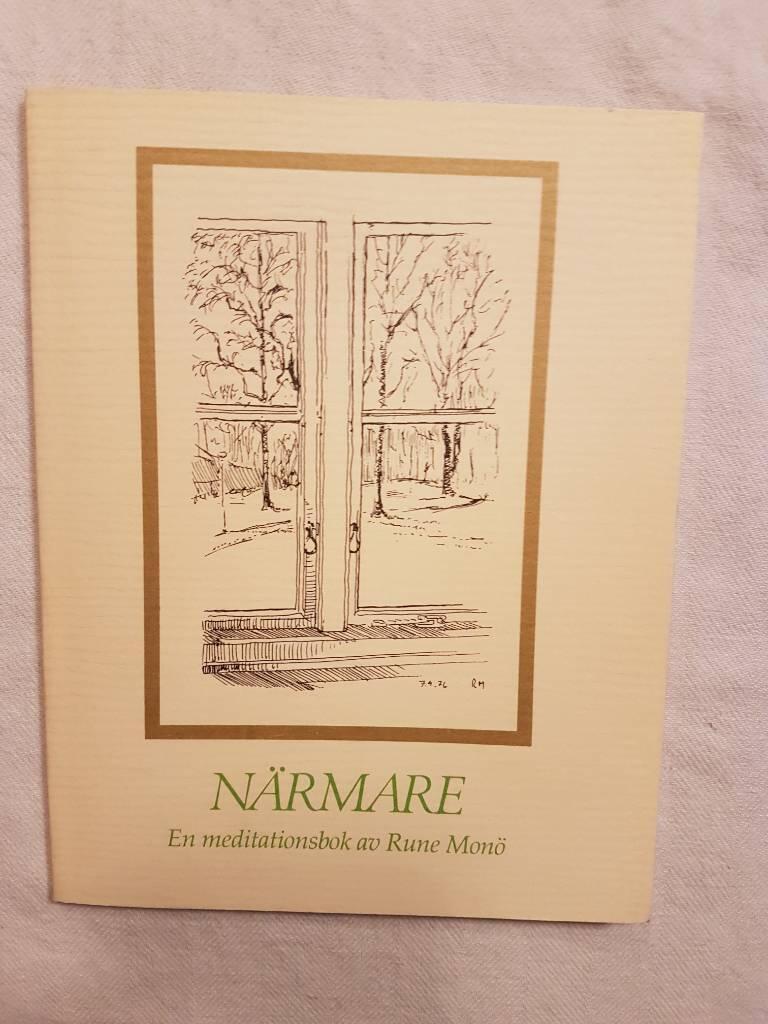 7.4.76 RM
NÄRMARE
En meditationsbok av Rune Monö